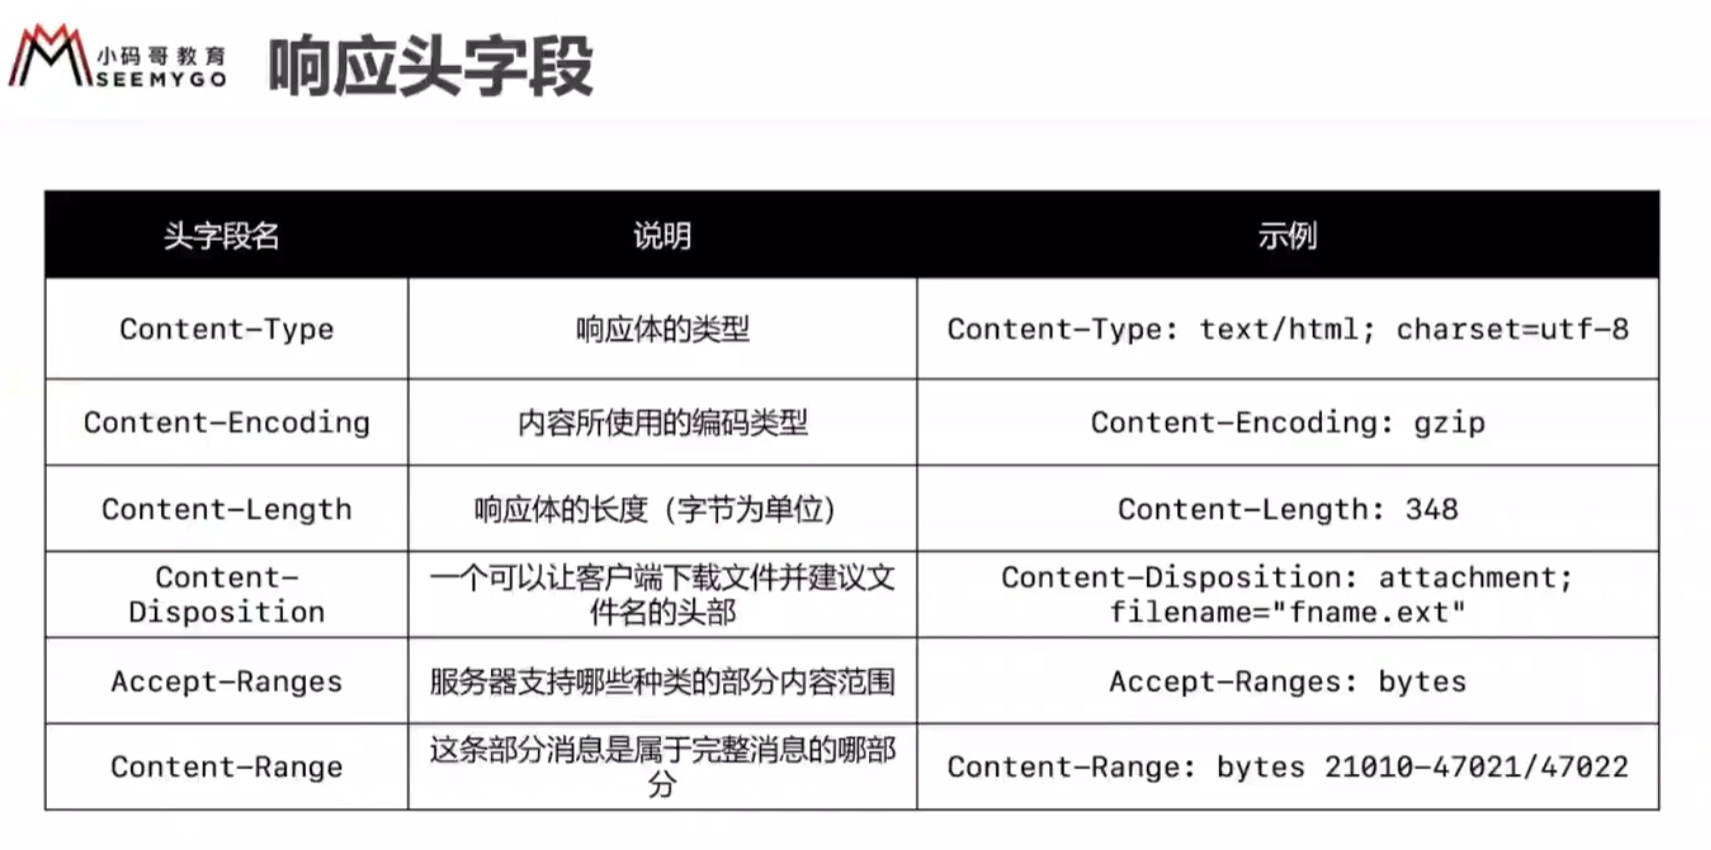 小码哥教育
SEEMYGO
响应头字段
头字段名 说明 示例
Content-Type 响应体的类型 Content-Type: text/html; charset=utf-8
Content-Encoding 内容所使用的编码类型 Content-Encoding: gzip
Content-Length 响应体的长度（字节为单位） Content-Length: 348
Content-
Disposition
一个可以让客户端下载文件并建议文
件名的头部
Content-Disposition: attachment;
filename="fname.ext"
Accept-Ranges 服务器支持哪些种类的部分内容范围 Accept-Ranges: bytes
Content-Range
这条部分消息是属于完整消息的哪部
分
Content-Range: bytes 21010-47021/47022